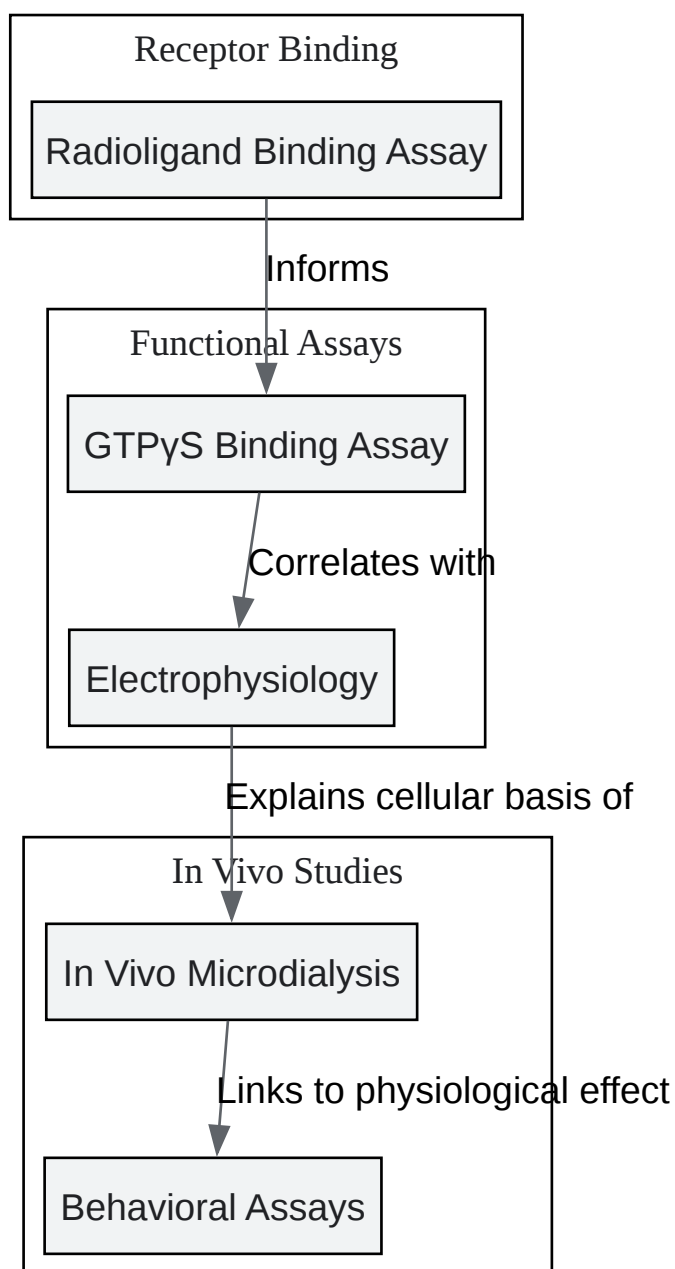 Receptor Binding
Radioligand Binding Assay
Informs
Functional Assays
GTPγS Binding Assay
Correlates with
Electrophysiology
Explains cellular basis of
In Vivo Studies
In Vivo Microdialysis
Links to physiological effect
Behavioral Assays